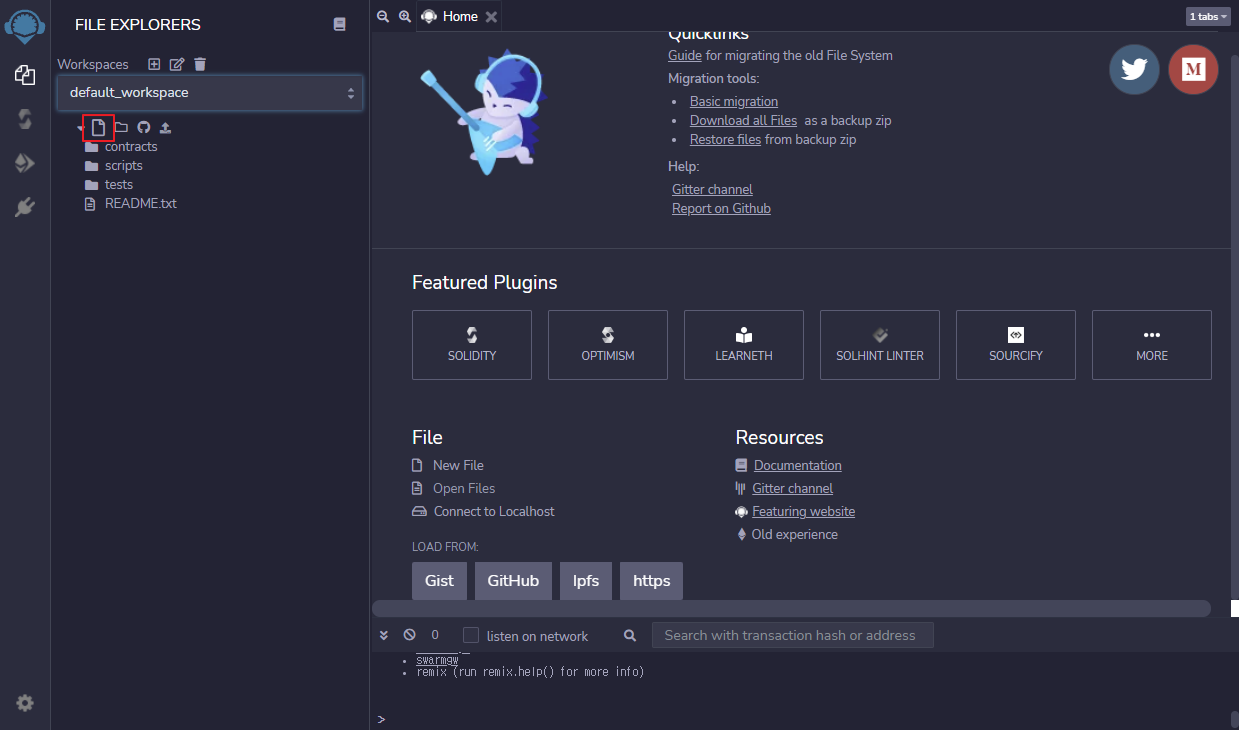 FILE EXPLORERS
Workspaces
default_workspace
contracts
scripts
tests
README.txt
Home
1 tabs
Quicklinks
Guide for migrating the old File System
Migration tools:
Basic migration
Download all Files as a backup zip
Restore files from backup zip
Help:
Gitter channel
Report on Github
M
Featured Plugins
SOLIDITY
OPTIMISM
LEARNETH
SOLHINT LINTER
SOURCIFY
MORE
File
New File
Open Files
Connect to Localhost
LOAD FROM:
Gist
GitHub
Ipfs
https
Resources
Documentation
Gitter channel
Featuring website
Old experience
0
listen on network
Search with transaction hash or address
swarmgw
remix (run remix.help() for more info)
>